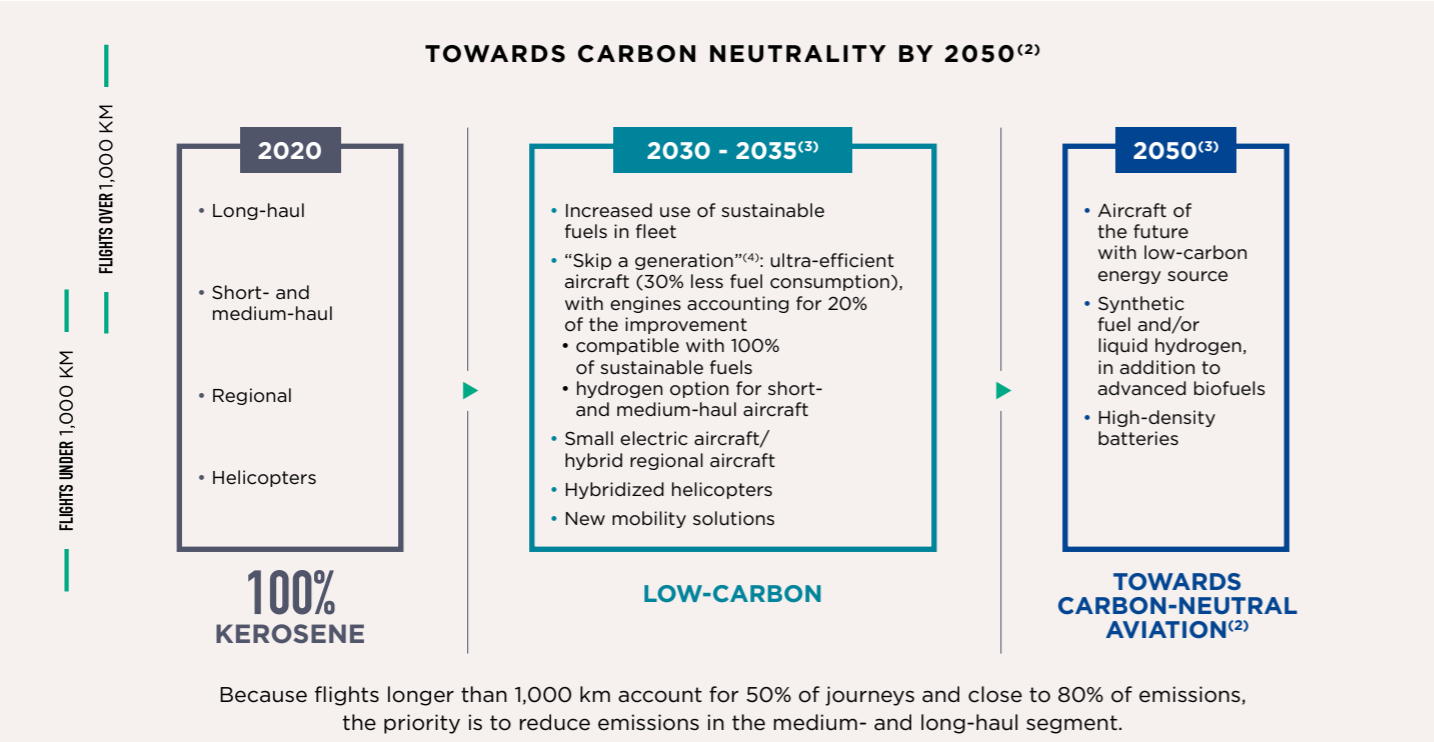 TOWARDS CARBON NEUTRALITY BY 2050(2)
FLIGHTS OVER 1,000 KM
FLIGHTS UNDER 1,000 KM
2020
• Long-haul
• Short- and
medium-haul
• Regional
• Helicopters
100%
KEROSENE
2030 - 2035(3)
• Increased use of sustainable
fuels in fleet
• “Skip a generation”(4): ultra-efficient
aircraft (30% less fuel consumption),
with engines accounting for 20%
of the improvement
• compatible with 100%
of sustainable fuels
• hydrogen option for short-
and medium-haul aircraft
• Small electric aircraft/
hybrid regional aircraft
• Hybridized helicopters
• New mobility solutions
LOW-CARBON
2050(3)
• Aircraft of
the future
with low-carbon
energy source
• Synthetic
fuel and/or
liquid hydrogen,
in addition to
advanced biofuels
• High-density
batteries
TOWARDS
CARBON-NEUTRAL
AVIATION(2)
Because flights longer than 1,000 km account for 50% of journeys and close to 80% of emissions,
the priority is to reduce emissions in the medium- and long-haul segment.